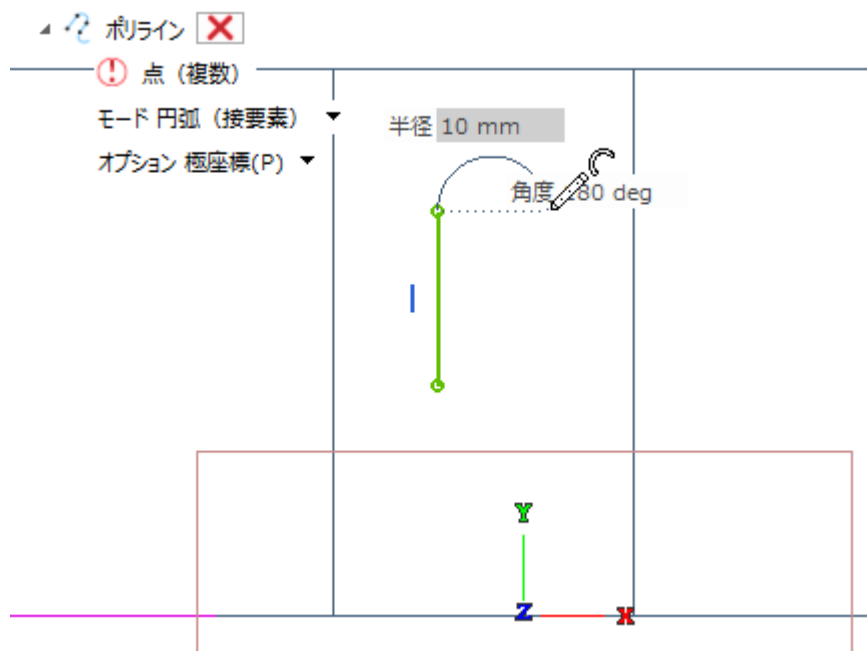 ポリライン
点（複数）
モード 円弧（接要素）
半径 10 mm
オプション 極座標(P)
角度 80 deg
Y
Z X